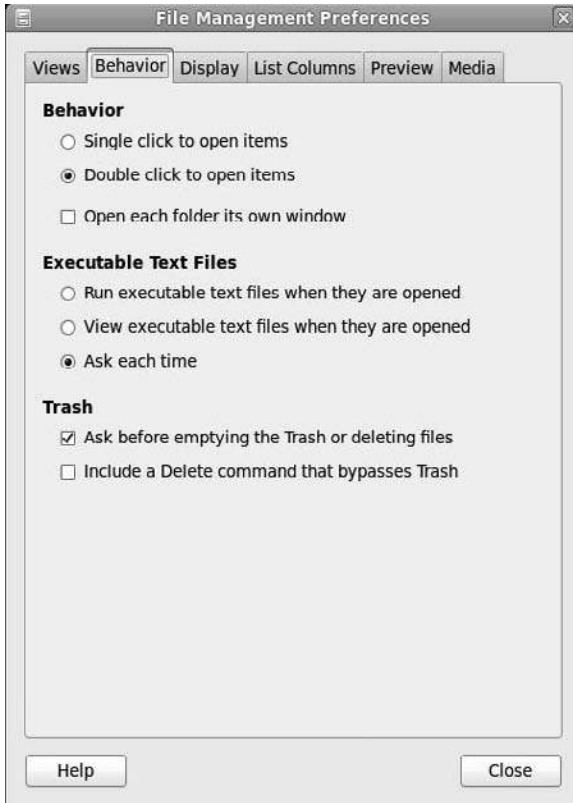 File Management Preferences
Views Behavior Display List Columns Preview Media
Behavior
Single click to open items
Double click to open items
Open each folder its own window
Executable Text Files
Run executable text files when they are opened
View executable text files when they are opened
Ask each time
Trash
Ask before emptying the Trash or deleting files
Include a Delete command that bypasses Trash
Help Close